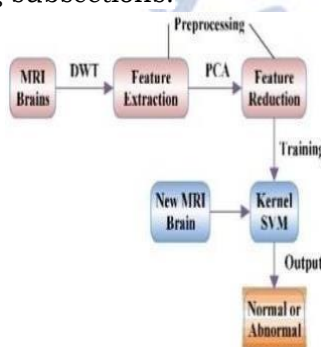 g subsections.
Preprocessing
MRI
Brains
DWT
Feature
Extraction
PCA
Feature
Reduction
Training
New MRI
Brain
Kernel
SVM
Output
Normal or
Abnormal